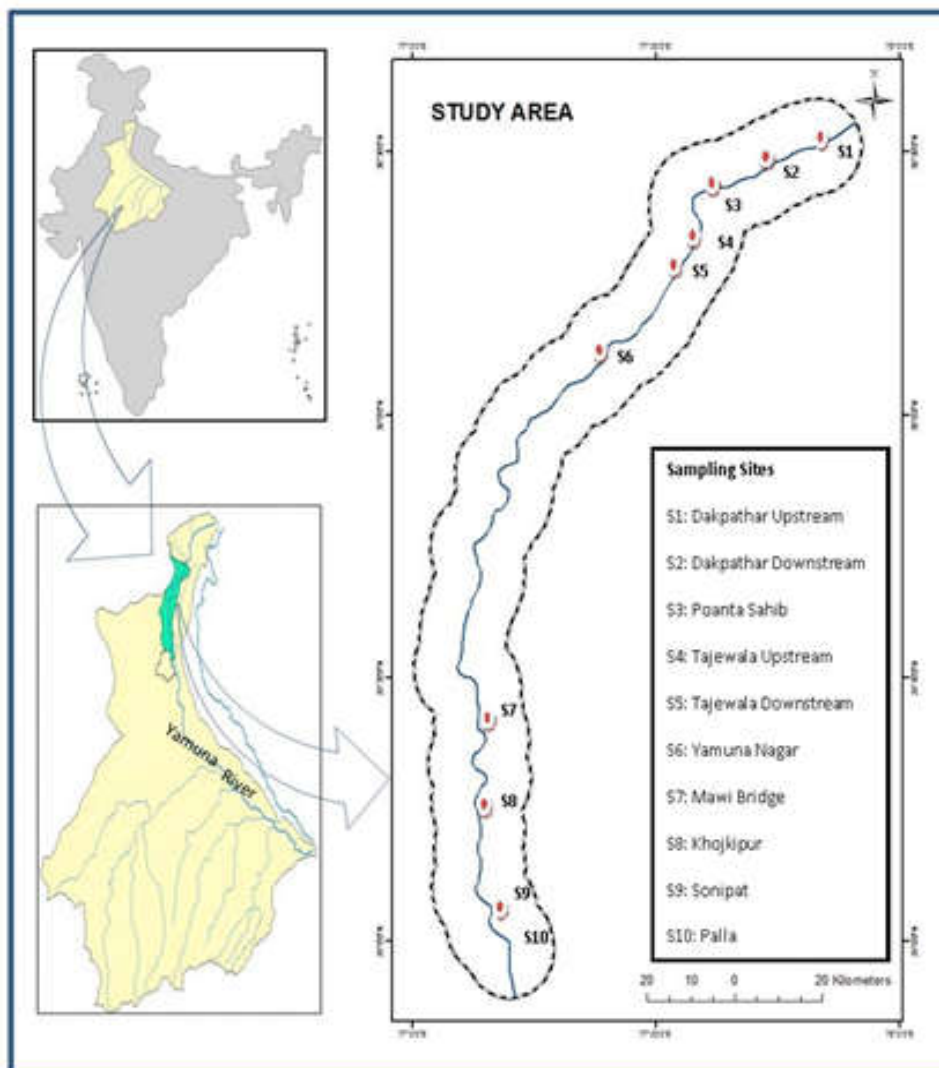 STUDY AREA
S1
S2
S3
S4
S5
S6
S7
S8
S9
S10
Yamuna River
Sampling Sites
S1: Dakpathar Upstream
S2: Dakpathar Downstream
S3: Poanta Sahib
S4: Tajewala Upstream
S5: Tajewala Downstream
S6: Yamuna Nagar
S7: Mawi Bridge
S8: Khojkipur
S9: Sonipat
S10: Palla
20 10 0 20 Kilometers